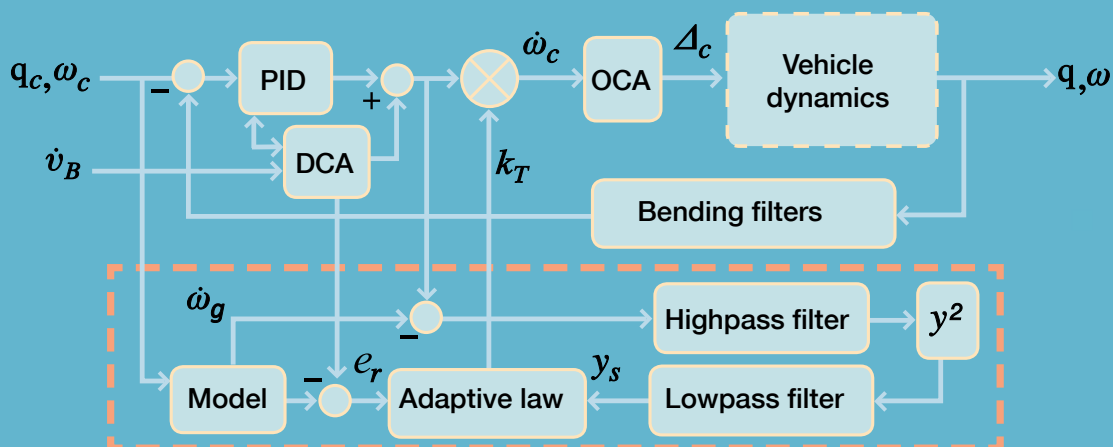 q_c, ω_c
−
PID
+
ω̇_c
OCA
Δ_c
Vehicle
dynamics
q,ω
v̇_B
DCA
k_T
Bending filters
ω̇_g
−
Highpass filter
y²
Model
−
e_r
Adaptive law
y_s
Lowpass filter